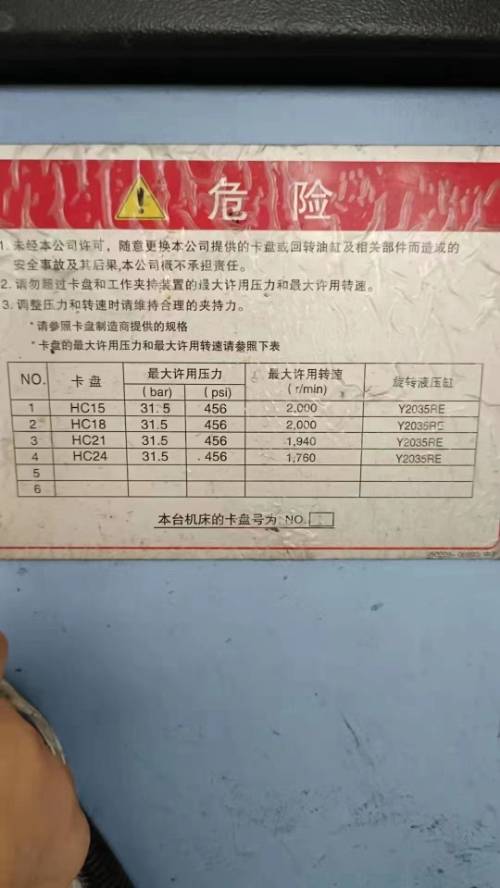 危 险
1. 未经本公司许可，随意更换本公司提供的卡盘或回转油缸及相关部件而造成的
安全事故及其后果,本公司概不承担责任。
2. 请勿超过卡盘和工作夹持装置的最大许用压力和最大许用转速。
3. 调整压力和转速时请维持合理的夹持力。
*请参照卡盘制造商提供的规格
*卡盘的最大许用压力和最大许用转速请参照下表
NO. 卡 盘 最大许用压力 最大许用转速 旋转液压缸
(bar) (psi) (r/min)
1 HC15 31.5 456 2,000 Y2035RE
2 HC18 31.5 456 2,000 Y2035RE
3 HC21 31.5 456 1,940 Y2035RE
4 HC24 31.5 456 1,760 Y2035RE
5
6
本台机床的卡盘号为 NO.